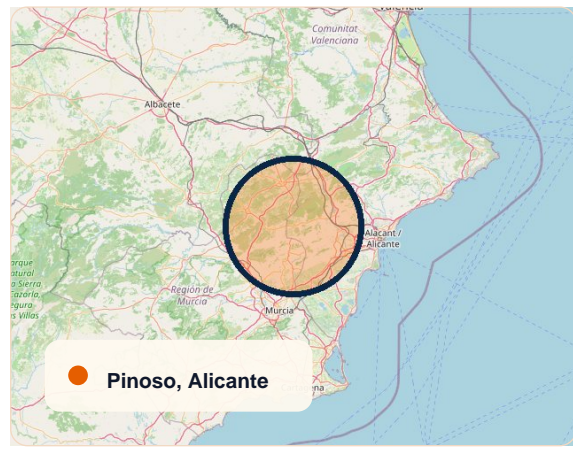 Comunitat
Valenciana
Albacete
Alacant /
Alicante
Región de
Murcia
Murcia
Pinoso, Alicante